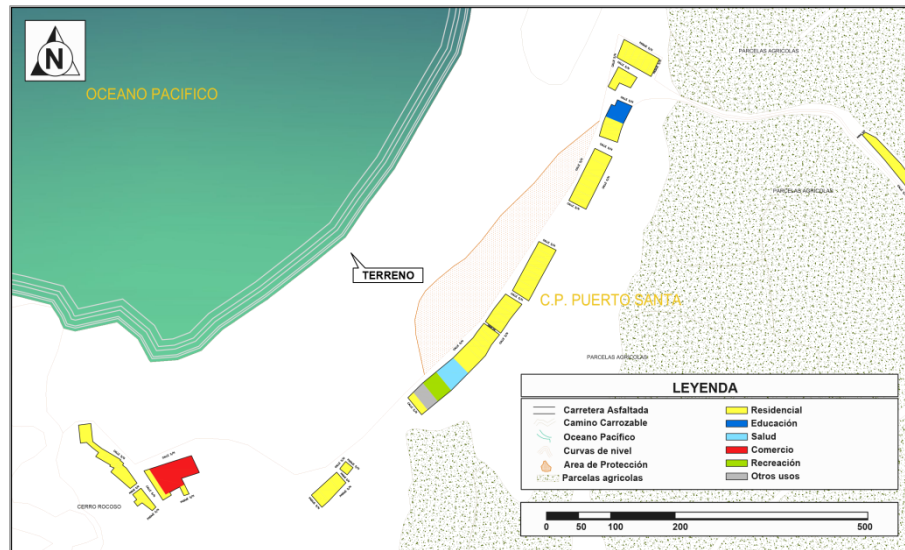 N
OCEANO PACIFICO
PARCELAS AGRICOLAS
PARCELAS AGRICOLAS
TERRENO
C.P. PUERTO SANTA
PARCELAS AGRICOLAS
CERRO ROCOSO
LEYENDA
Carretera Asfaltada
Camino Carrozable
Oceano Pacífico
Curvas de nivel
Area de Protección
Parcelas agricolas
Residencial
Educación
Salud
Comercio
Recreación
Otros usos
0 50 100 200 500